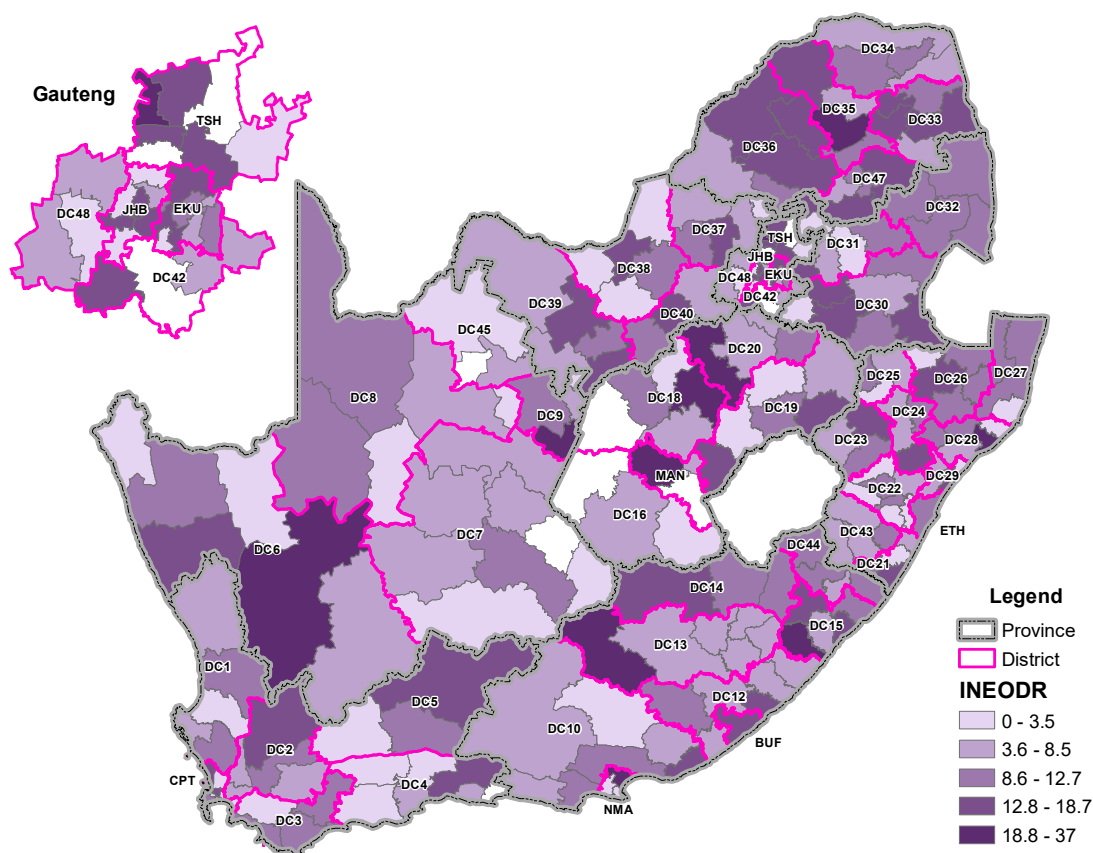 Gauteng
TSH
DC48
JHB
EKU
DC42
DC34
DC35
DC33
DC36
DC47
DC32
DC37
TSH
DC31
JHB
DC38
DC48
EKU
DC42
DC39
DC30
DC40
DC45
DC20
DC25
DC26
DC27
DC8
DC18
DC19
DC24
DC9
DC23
DC28
MAN
DC29
DC22
DC16
ETH
DC43
DC7
DC44
DC6
DC21
DC14
DC15
DC13
DC1
DC12
DC5
DC10
DC2
BUF
CPT
DC4
NMA
DC3
Legend
Province
District
INEODR
0 - 3.5
3.6 - 8.5
8.6 - 12.7
12.8 - 18.7
18.8 - 37